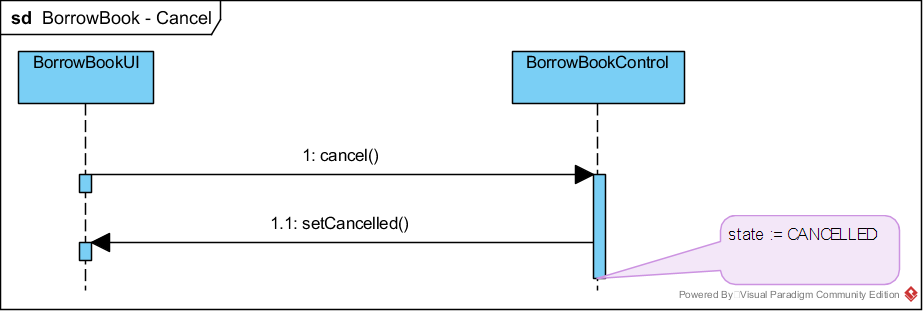 sd BorrowBook - Cancel
BorrowBookUI
BorrowBookControl
1: cancel()
1.1: setCancelled()
state := CANCELLED
Powered By Visual Paradigm Community Edition